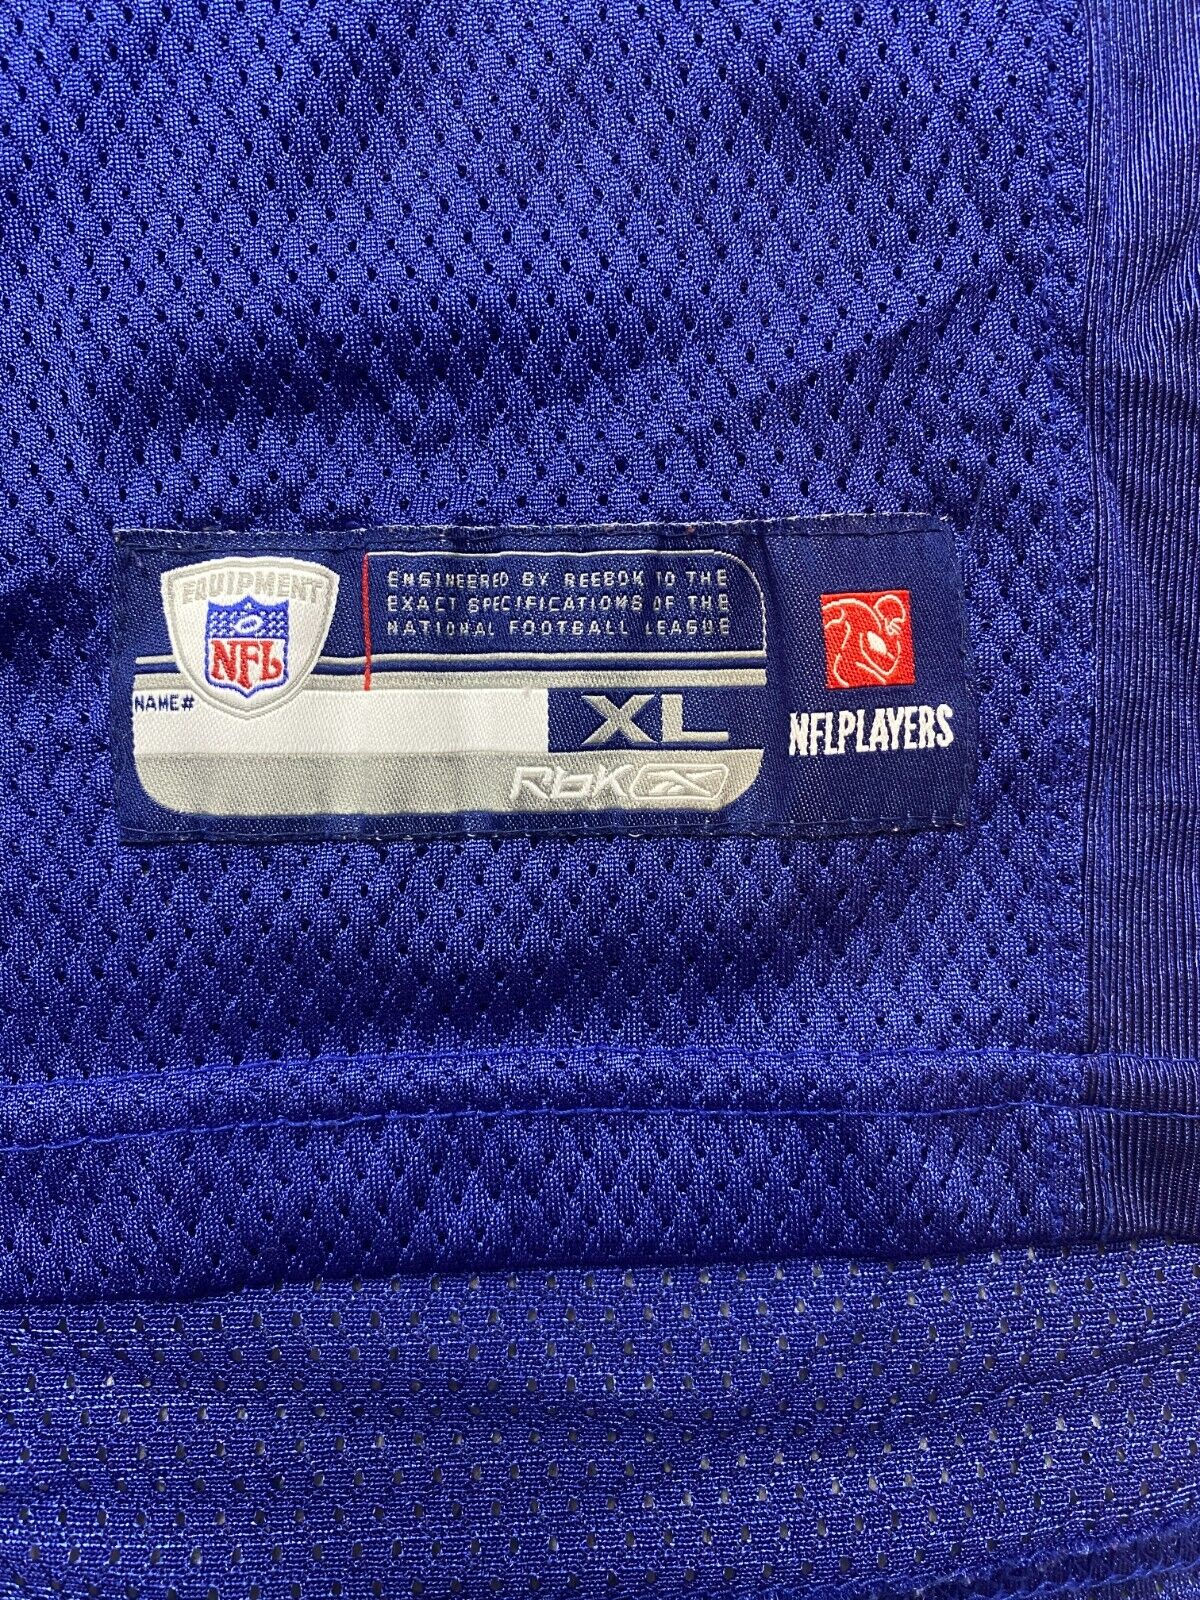 EQUIPMENT
NFL
ENGINEERED BY REEBOK TO THE
EXACT SPECIFICATIONS OF THE
NATIONAL FOOTBALL LEAGUE
NAME#
XL
RbK
NFLPLAYERS